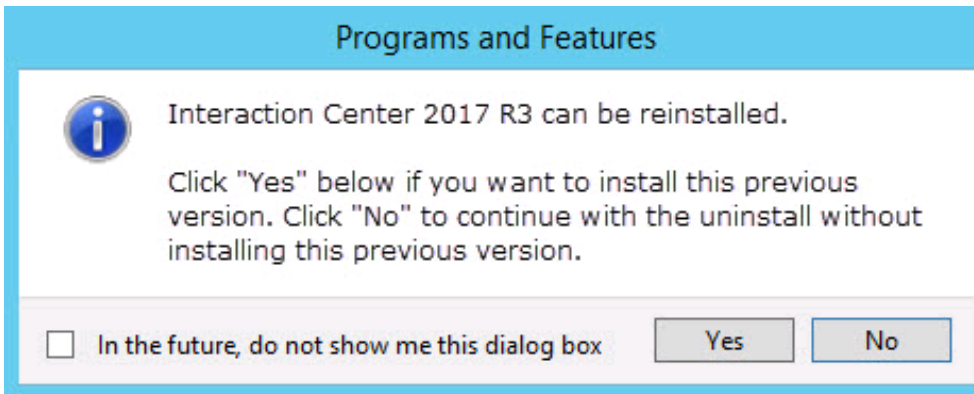 Programs and Features
Interaction Center 2017 R3 can be reinstalled.
Click "Yes" below if you want to install this previous
version. Click "No" to continue with the uninstall without
installing this previous version.
In the future, do not show me this dialog box
Yes
No